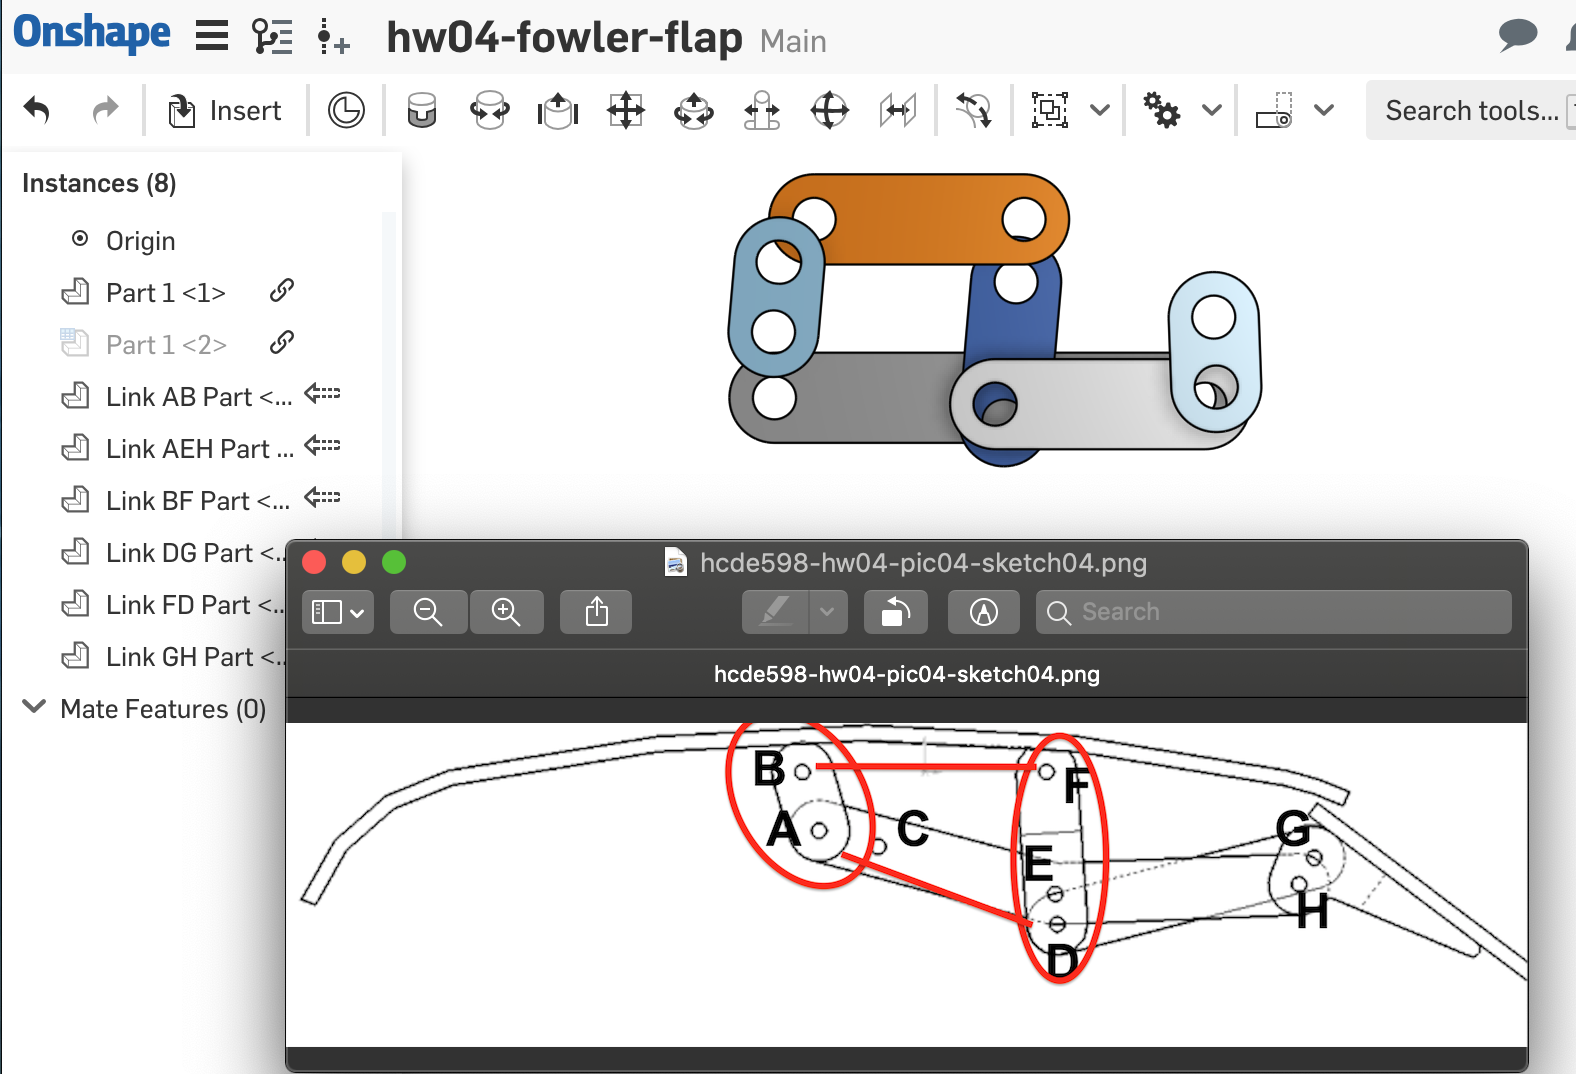 Onshape hw04-fowler-flap Main
Insert Search tools...
Instances (8)
Origin
Part 1 <1>
Part 1 <2>
Link AB Part <...
Link AEH Part ...
Link BF Part <...
Link DG Part <..
Link FD Part <..
Link GH Part <..
Mate Features (0)
hcde598-hw04-pic04-sketch04.png
Search
hcde598-hw04-pic04-sketch04.png
B
F
A
C
G
E
H
D